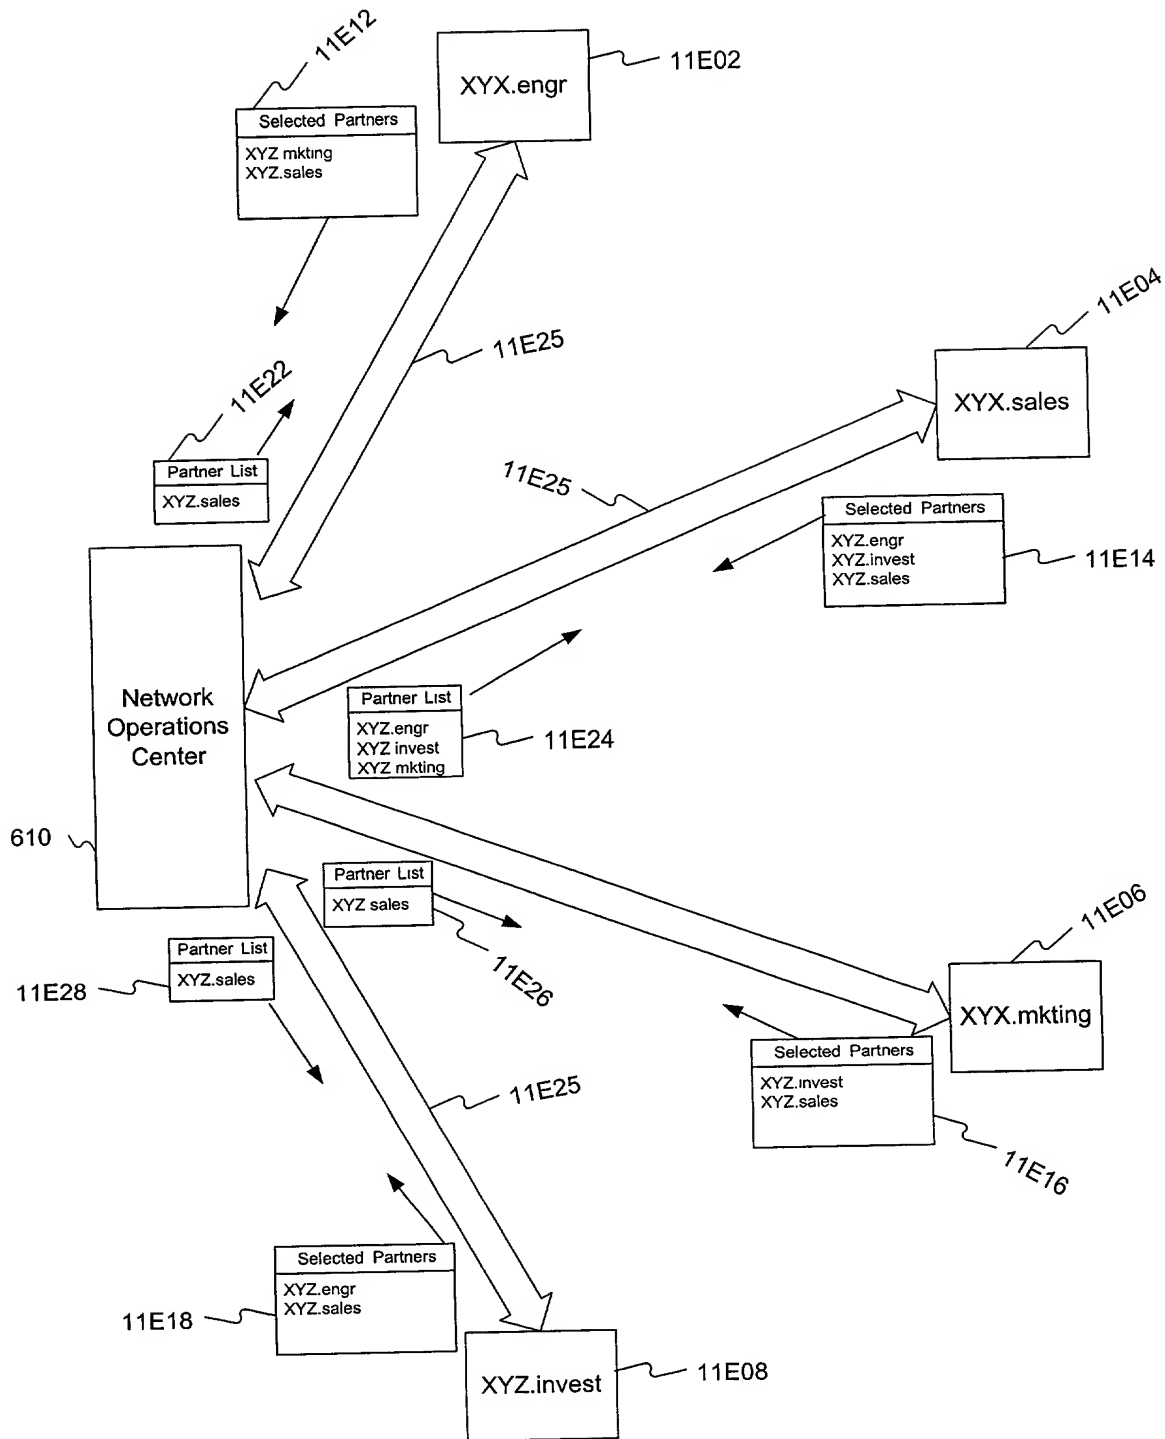 11E12
XYX.engr
11E02
Selected Partners
XYZ mkting
XYZ.sales
11E25
11E22
Partner List
XYZ.sales
11E04
XYX.sales
11E25
Selected Partners
XYZ.engr
XYZ.invest
XYZ.sales
11E14
Network
Operations
Center
610
Partner List
XYZ.engr
XYZ invest
XYZ mkting
11E24
Partner List
XYZ sales
11E26
Partner List
XYZ.sales
11E28
11E06
XYX.mkting
Selected Partners
XYZ.invest
XYZ.sales
11E16
11E25
Selected Partners
XYZ.engr
XYZ.sales
11E18
XYZ.invest
11E08